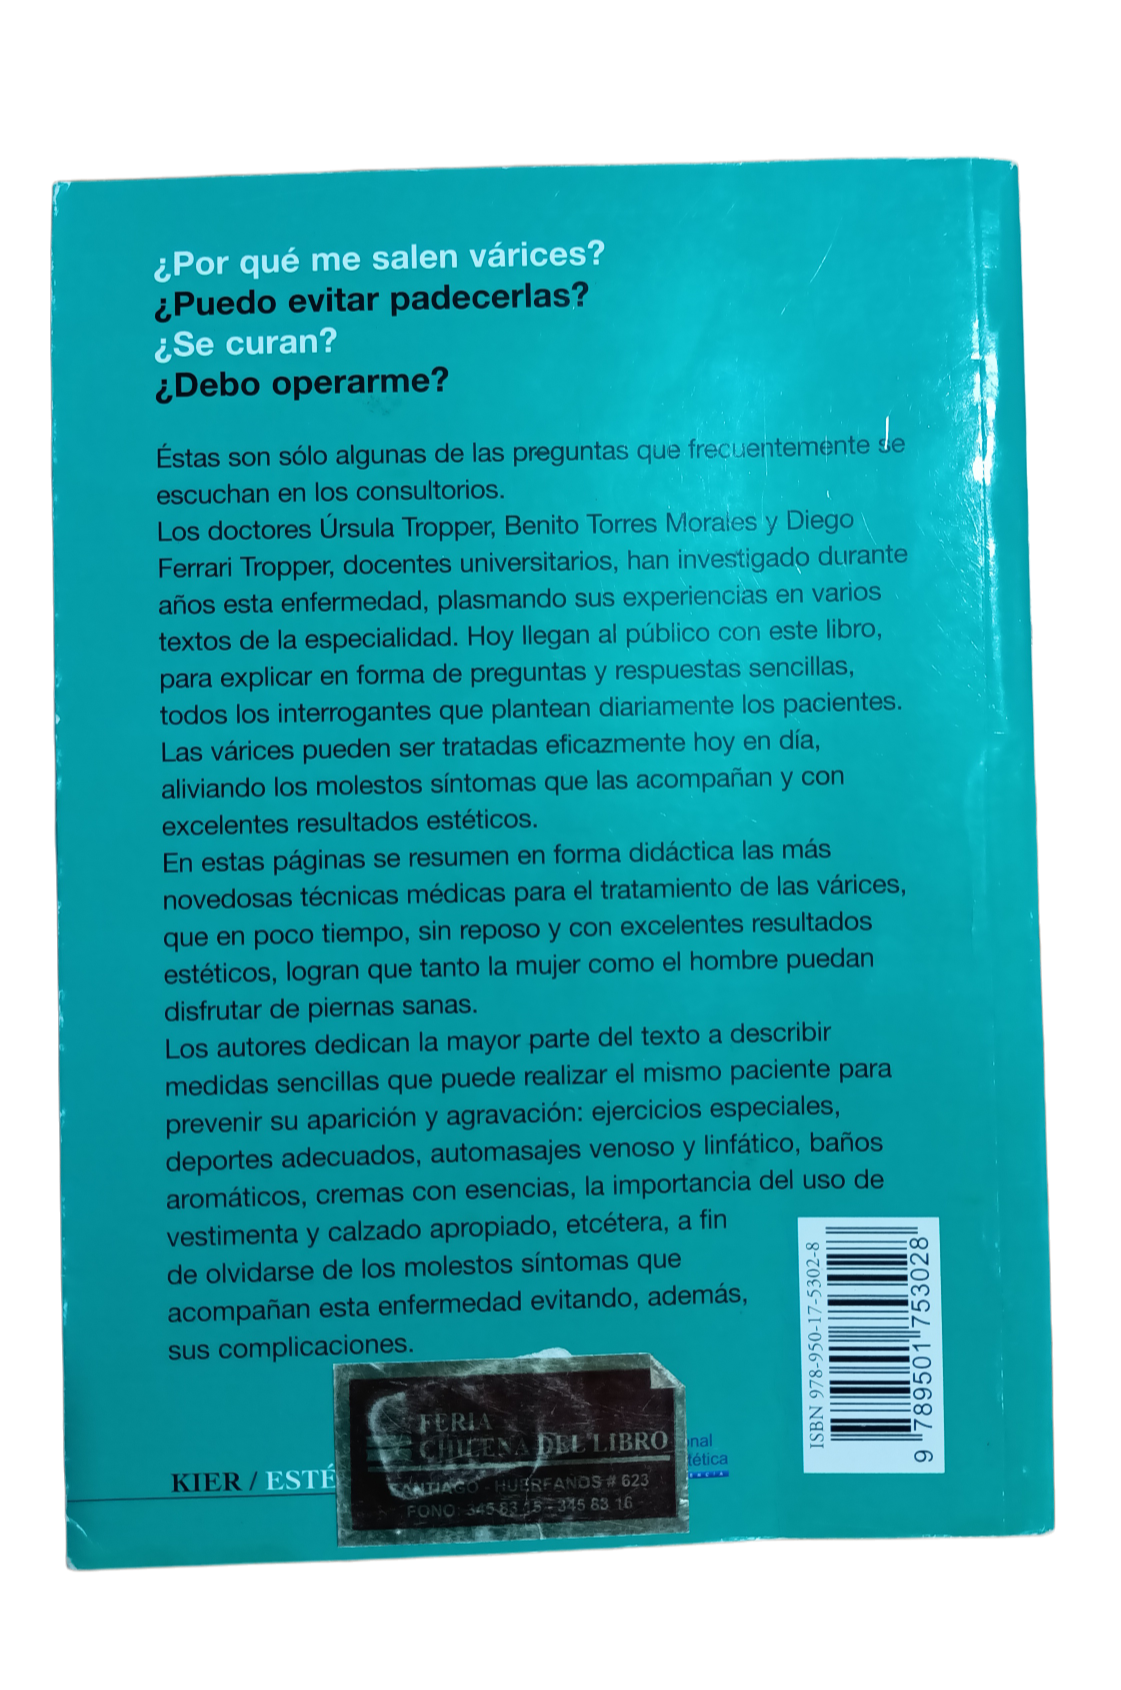 ¿Por qué me salen várices?
¿Puedo evitar padecerlas?
¿Se curan?
¿Debo operarme?
Éstas son sólo algunas de las preguntas que frecuentemente se
escuchan en los consultorios.
Los doctores Úrsula Tropper, Benito Torres Morales y Diego
Ferrari Tropper, docentes universitarios, han investigado durante
años esta enfermedad, plasmando sus experiencias en varios
textos de la especialidad. Hoy llegan al público con este libro,
para explicar en forma de preguntas y respuestas sencillas,
todos los interrogantes que plantean diariamente los pacientes.
Las várices pueden ser tratadas eficazmente hoy en día,
aliviando los molestos síntomas que las acompañan y con
excelentes resultados estéticos.
En estas páginas se resumen en forma didáctica las más
novedosas técnicas médicas para el tratamiento de las várices,
que en poco tiempo, sin reposo y con excelentes resultados
estéticos, logran que tanto la mujer como el hombre puedan
disfrutar de piernas sanas.
Los autores dedican la mayor parte del texto a describir
medidas sencillas que puede realizar el mismo paciente para
prevenir su aparición y agravación: ejercicios especiales,
deportes adecuados, automasajes venoso y linfático, baños
aromáticos, cremas con esencias, la importancia del uso de
vestimenta y calzado apropiado, etcétera, a fin
de olvidarse de los molestos síntomas que
acompañan esta enfermedad evitando, además,
sus complicaciones.
KIER / ESTÉ
FERIA
CHILENA DEL LIBRO
SANTIAGO - HUERFANOS # 623
FONO: 345 83 15 - 345 83 16
onal
tética
ISBN 978-950-17-5302-8
9 789501 753028